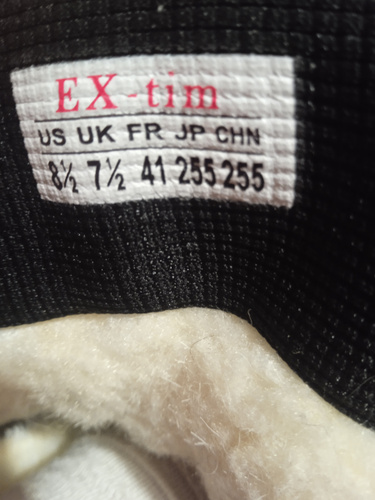 EX-tim
US UK FR JP CHN
8½ 7½ 41 255 255